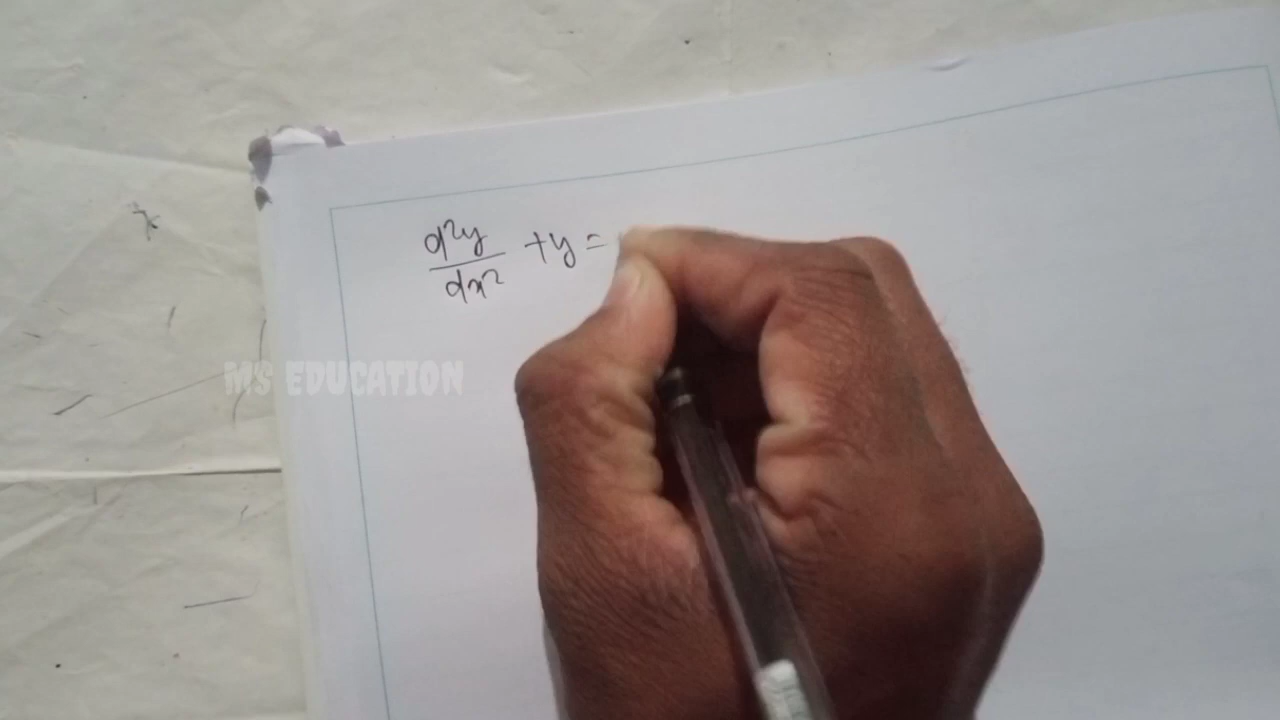 d²y/dx² + y =
MS EDUCATION